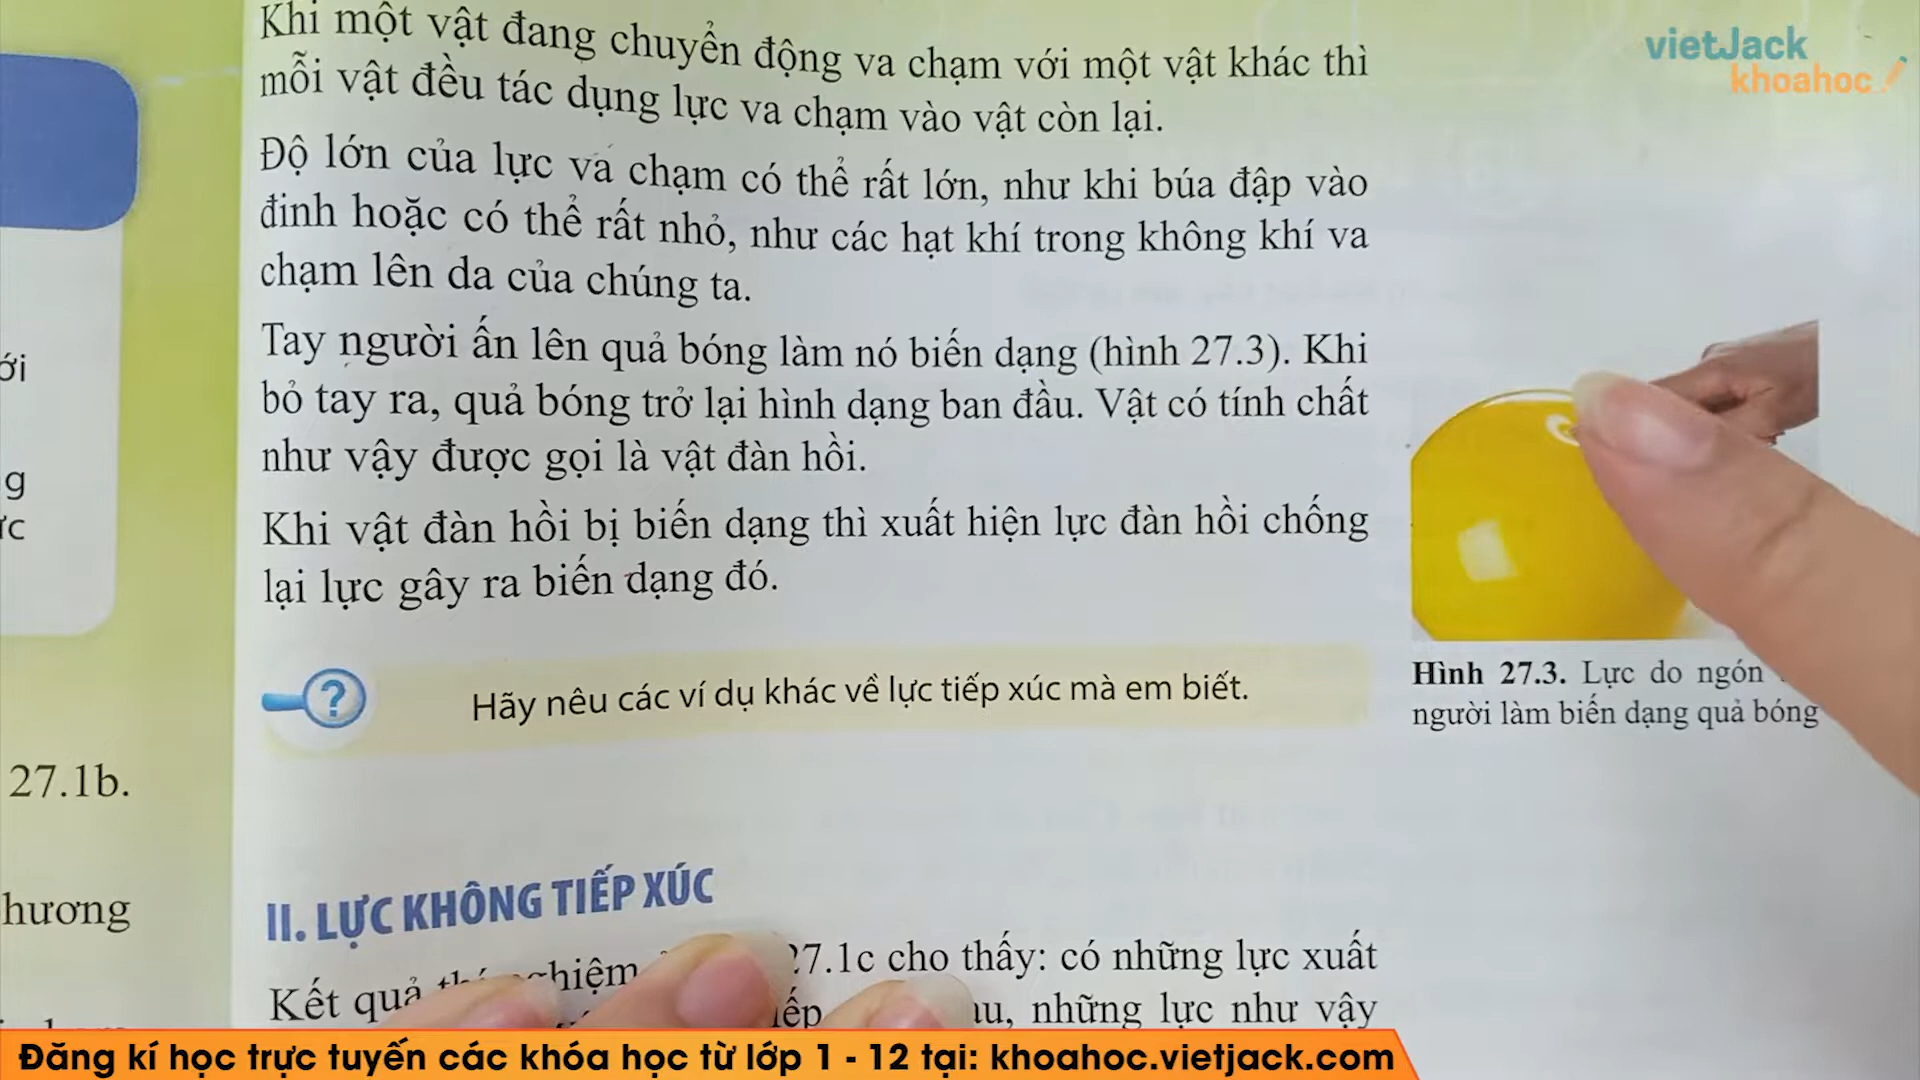 vietJack
khoahoc
Khi một vật đang chuyển động va chạm với một vật khác thì
mỗi vật đều tác dụng lực va chạm vào vật còn lại.
Độ lớn của lực va chạm có thể rất lớn, như khi búa đập vào
đinh hoặc có thể rất nhỏ, như các hạt khí trong không khí va
chạm lên da của chúng ta.
Tay người ấn lên quả bóng làm nó biến dạng (hình 27.3). Khi
bỏ tay ra, quả bóng trở lại hình dạng ban đầu. Vật có tính chất
như vậy được gọi là vật đàn hồi.
Khi vật đàn hồi bị biến dạng thì xuất hiện lực đàn hồi chống
lại lực gây ra biến dạng đó.
?
Hãy nêu các ví dụ khác về lực tiếp xúc mà em biết.
Hình 27.3. Lực do ngón
người làm biến dạng quả bóng
27.1b.
II. LỰC KHÔNG TIẾP XÚC
Kết quả 27.1c cho thấy: có những lực xuất
những lực như vậy
Đăng kí học trực tuyến các khóa học từ lớp 1 - 12 tại: khoahoc.vietjack.com